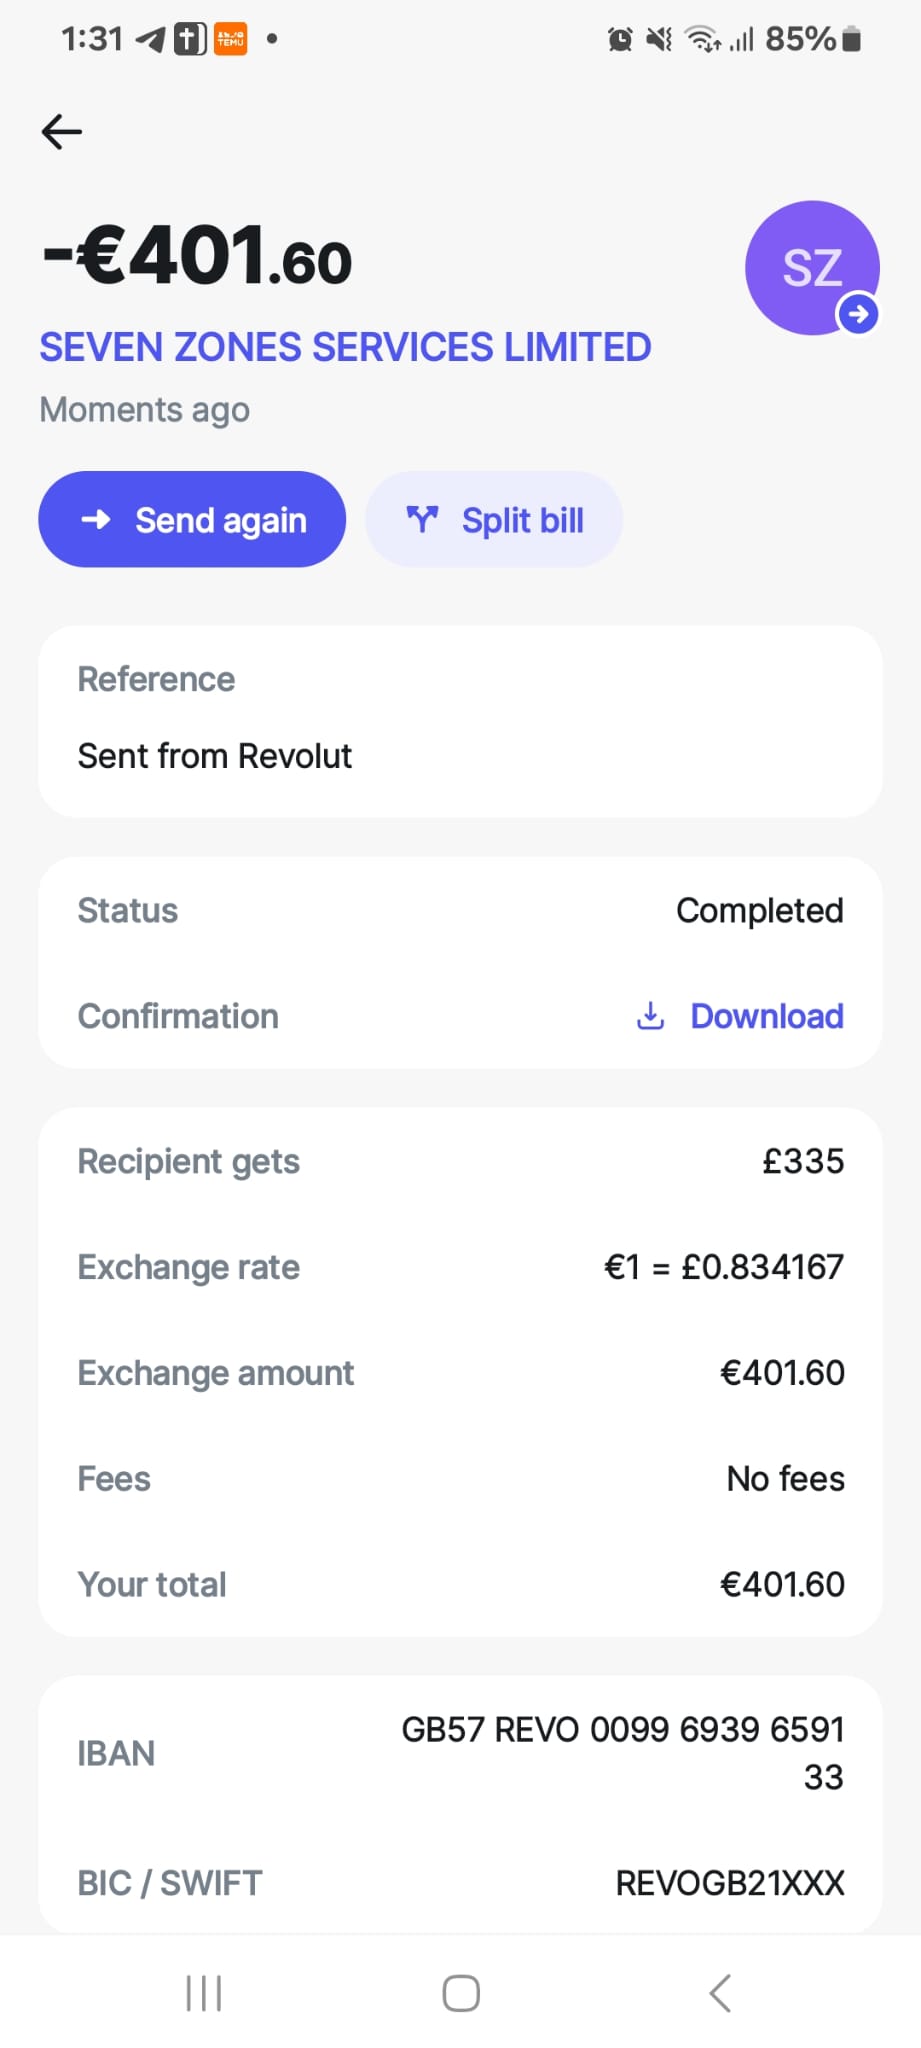 1:31 TEMU 85%
-€401.60
SZ
SEVEN ZONES SERVICES LIMITED
Moments ago
Send again Split bill
Reference
Sent from Revolut
Status Completed
Confirmation Download
Recipient gets £335
Exchange rate €1 = £0.834167
Exchange amount €401.60
Fees No fees
Your total €401.60
IBAN GB57 REVO 0099 6939 6591
33
BIC / SWIFT REVOGB21XXX